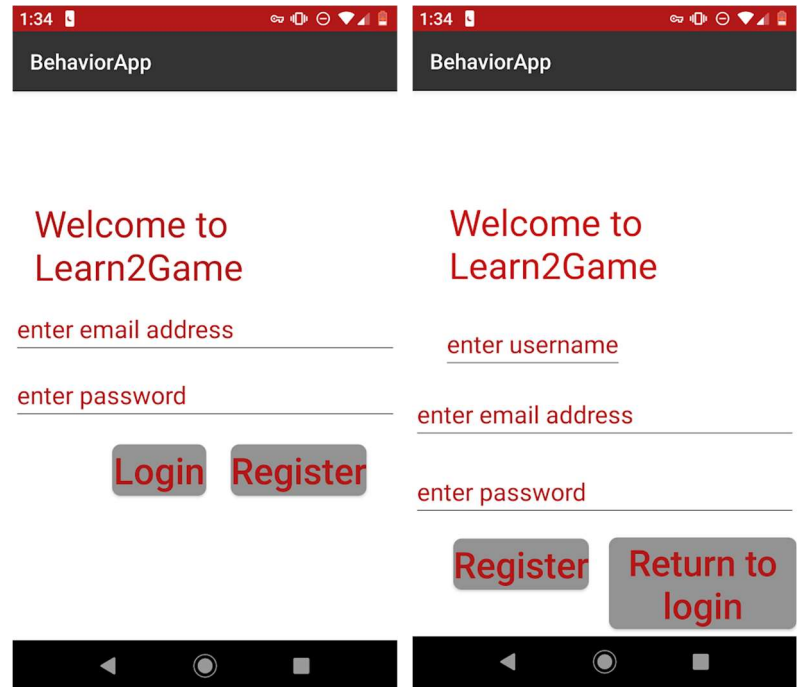 1:34
BehaviorApp
Welcome to
Learn2Game
enter email address
enter password
Login Register
1:34
BehaviorApp
Welcome to
Learn2Game
enter username
enter email address
enter password
Register
Return to
login